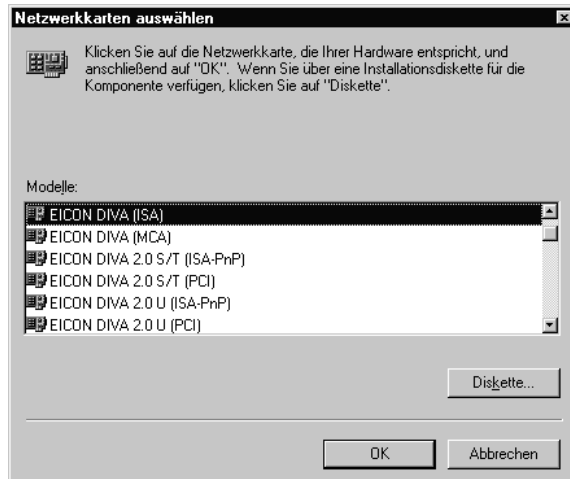 Netzwerkkarten auswählen
Klicken Sie auf die Netzwerkkarte, die Ihrer Hardware entspricht, und
anschließend auf "OK". Wenn Sie über eine Installationsdiskette für die
Komponente verfügen, klicken Sie auf "Diskette".
Modelle:
EICON DIVA (ISA)
EICON DIVA (MCA)
EICON DIVA 2.0 S/T (ISA-PnP)
EICON DIVA 2.0 S/T (PCI)
EICON DIVA 2.0 U (ISA-PnP)
EICON DIVA 2.0 U (PCI)
Diskette...
OK
Abbrechen